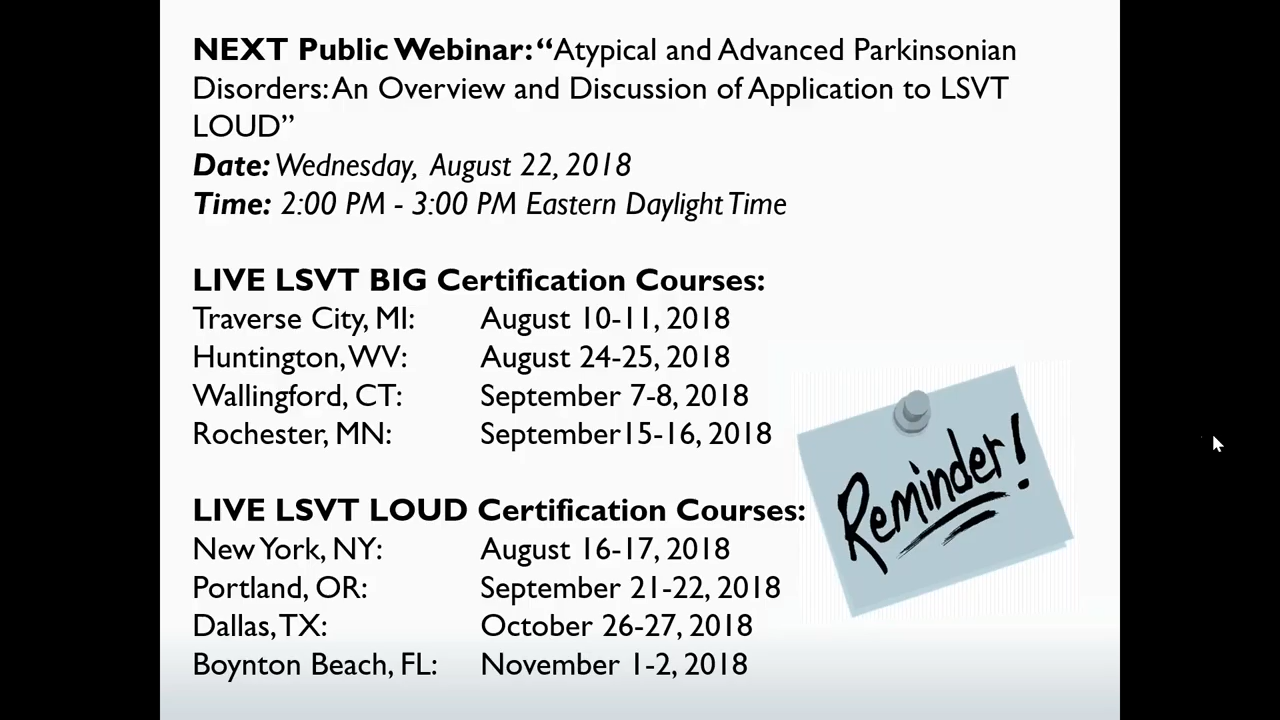 NEXT Public Webinar: “Atypical and Advanced Parkinsonian
Disorders: An Overview and Discussion of Application to LSVT
LOUD”
Date: Wednesday, August 22, 2018
Time: 2:00 PM - 3:00 PM Eastern Daylight Time
LIVE LSVT BIG Certification Courses:
Traverse City, MI: August 10-11, 2018
Huntington, WV: August 24-25, 2018
Wallingford, CT: September 7-8, 2018
Rochester, MN: September15-16, 2018
LIVE LSVT LOUD Certification Courses:
New York, NY: August 16-17, 2018
Portland, OR: September 21-22, 2018
Dallas, TX: October 26-27, 2018
Boynton Beach, FL: November 1-2, 2018
Reminder!